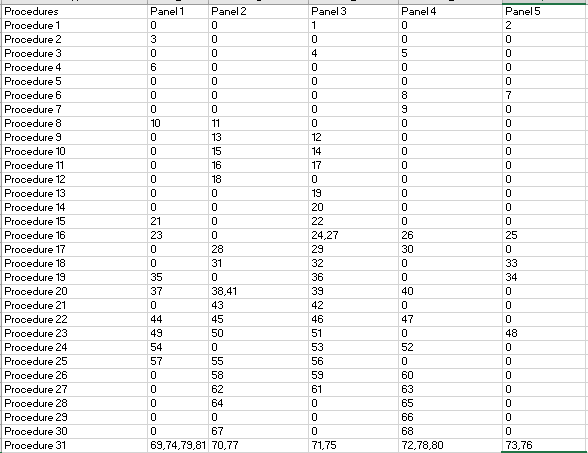 Procedures Panel 1 Panel 2 Panel 3 Panel 4 Panel 5
Procedure 1 0 0 1 0 2
Procedure 2 3 0 0 0 0
Procedure 3 0 0 4 5 0
Procedure 4 6 0 0 0 0
Procedure 5 0 0 0 0 0
Procedure 6 0 0 0 8 7
Procedure 7 0 0 0 9 0
Procedure 8 10 11 0 0 0
Procedure 9 0 13 12 0 0
Procedure 10 0 15 14 0 0
Procedure 11 0 16 17 0 0
Procedure 12 0 18 0 0 0
Procedure 13 0 0 19 0 0
Procedure 14 0 0 20 0 0
Procedure 15 21 0 22 0 0
Procedure 16 23 0 24,27 26 25
Procedure 17 0 28 29 30 0
Procedure 18 0 31 32 0 33
Procedure 19 35 0 36 0 34
Procedure 20 37 38,41 39 40 0
Procedure 21 0 43 42 0 0
Procedure 22 44 45 46 47 0
Procedure 23 49 50 51 0 48
Procedure 24 54 0 53 52 0
Procedure 25 57 55 56 0 0
Procedure 26 0 58 59 60 0
Procedure 27 0 62 61 63 0
Procedure 28 0 64 0 65 0
Procedure 29 0 0 0 66 0
Procedure 30 0 67 0 68 0
Procedure 31 69,74,79,81 70,77 71,75 72,78,80 73,76